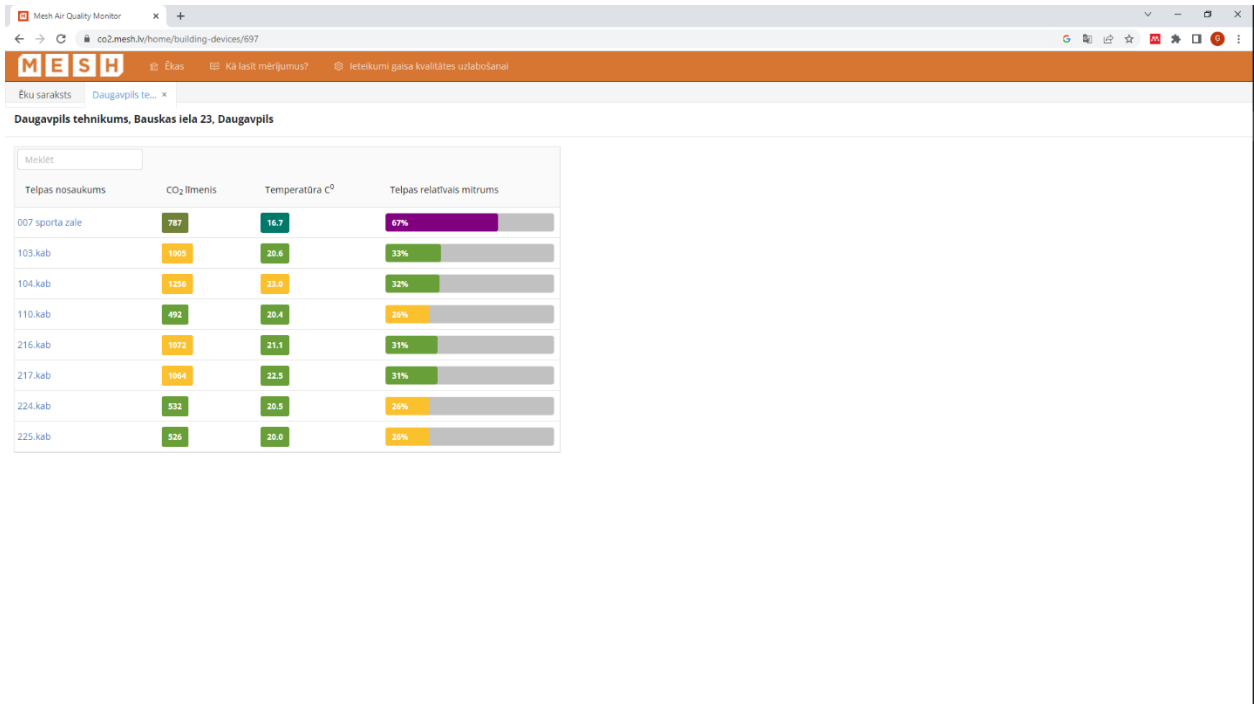 Mesh Air Quality Monitor
co2.mesh.lv/home/building-devices/697
MESH Ēkas Kā lasīt mērījumus? Ieteikumi gaisa kvalitātes uzlabošanai
Ēku saraksts Daugavpils te... ×
Daugavpils tehnikums, Bauskas iela 23, Daugavpils
Meklēt
Telpas nosaukums CO₂ līmenis Temperatūra C⁰ Telpas relatīvais mitrums
007 sporta zale 787 16.7 67%
103.kab 1005 20.6 33%
104.kab 1256 23.0 32%
110.kab 492 20.4 26%
216.kab 1072 21.1 31%
217.kab 1064 22.5 31%
224.kab 532 20.5 26%
225.kab 526 20.0 26%